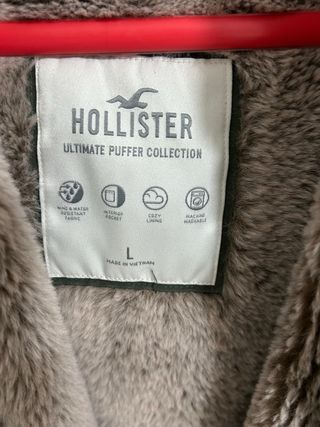 HOLLISTER
ULTIMATE PUFFER COLLECTION
WIND & WATER
RESISTANT
FABRIC
INTERIOR
POCKET
COZY
LINING
MACHINE
WASHABLE
L
MADE IN VIETNAM